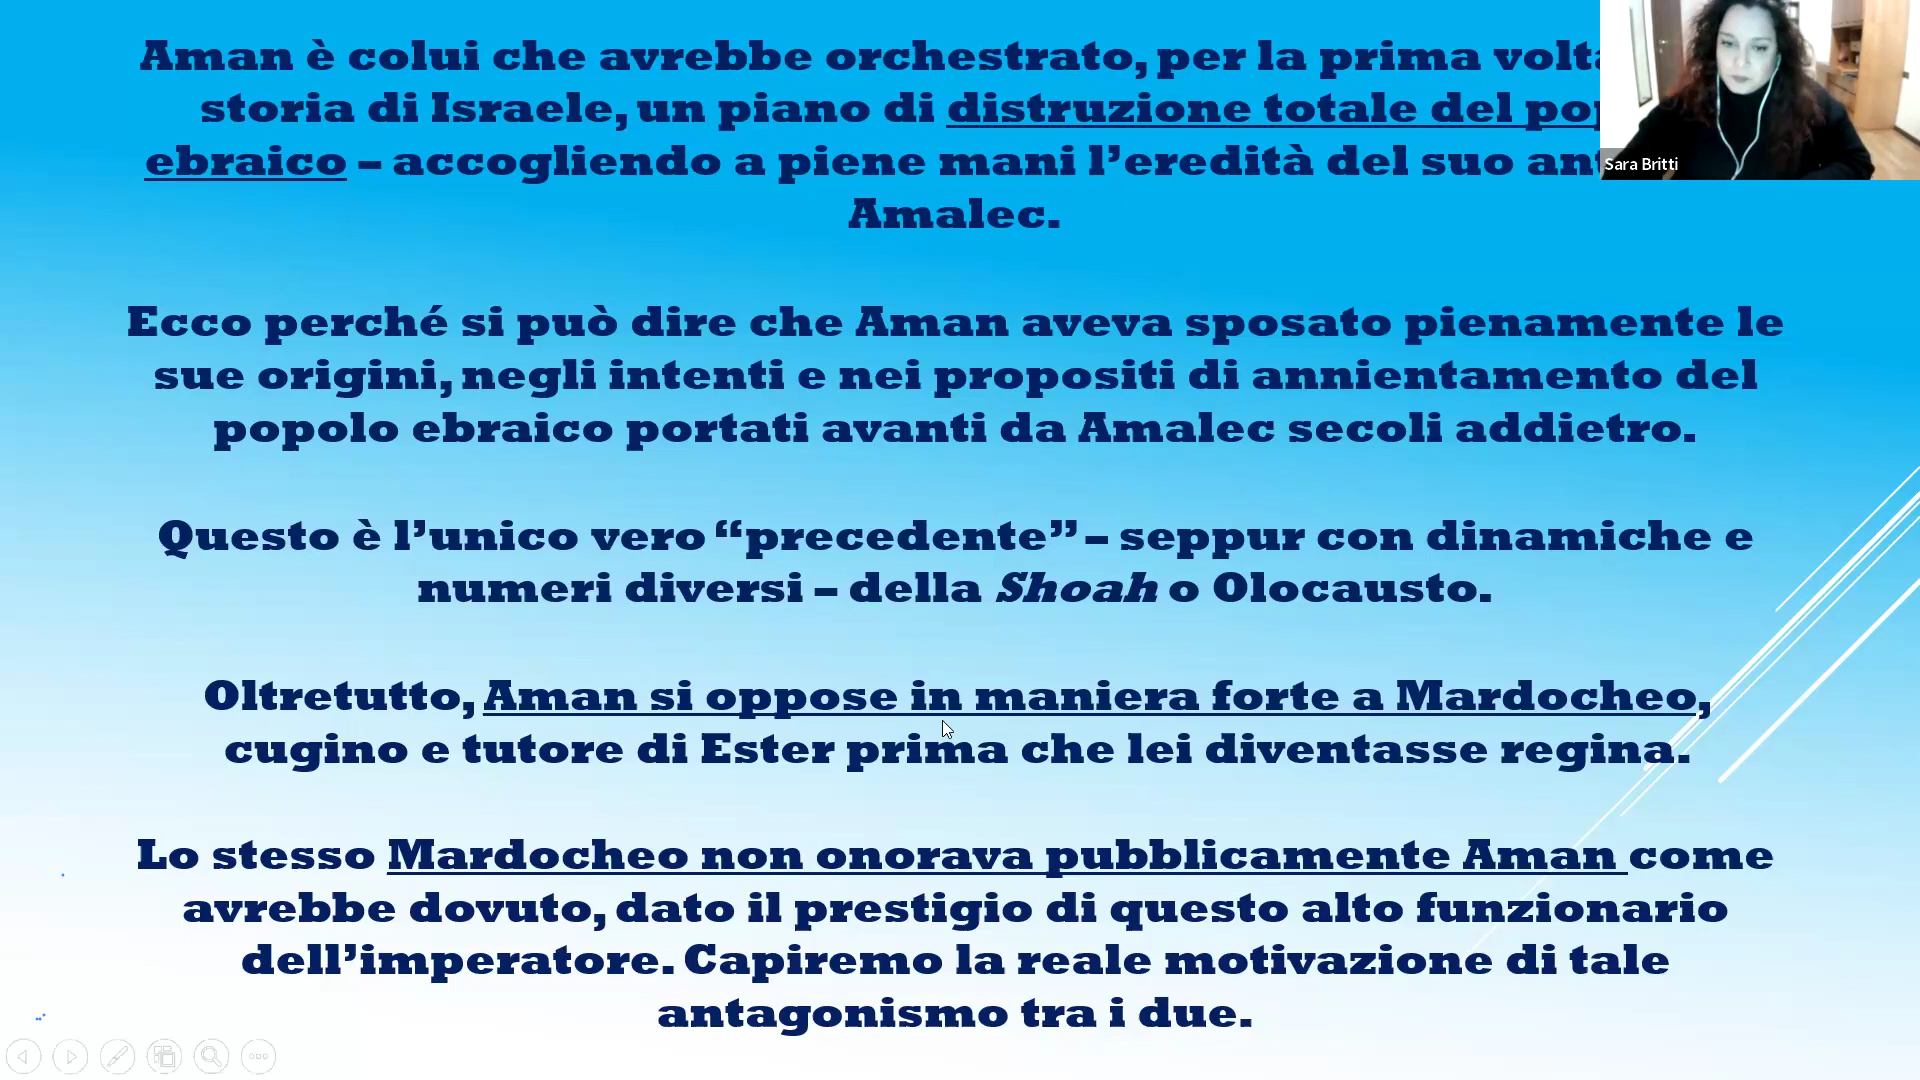 Aman è colui che avrebbe orchestrato, per la prima volta
storia di Israele, un piano di distruzione totale del
ebraico – accogliendo a piene mani l’eredità del suo
Amalec.
Ecco perché si può dire che Aman aveva sposato pienamente le
sue origini, negli intenti e nei propositi di annientamento del
popolo ebraico portati avanti da Amalec secoli addietro.
Questo è l’unico vero “precedente” – seppur con dinamiche e
numeri diversi – della Shoah o Olocausto.
Oltretutto, Aman si oppose in maniera forte a Mardocheo,
cugino e tutore di Ester prima che lei diventasse regina.
Lo stesso Mardocheo non onorava pubblicamente Aman come
avrebbe dovuto, dato il prestigio di questo alto funzionario
dell’imperatore. Capiremo la reale motivazione di tale
antagonismo tra i due.
Sara Britti